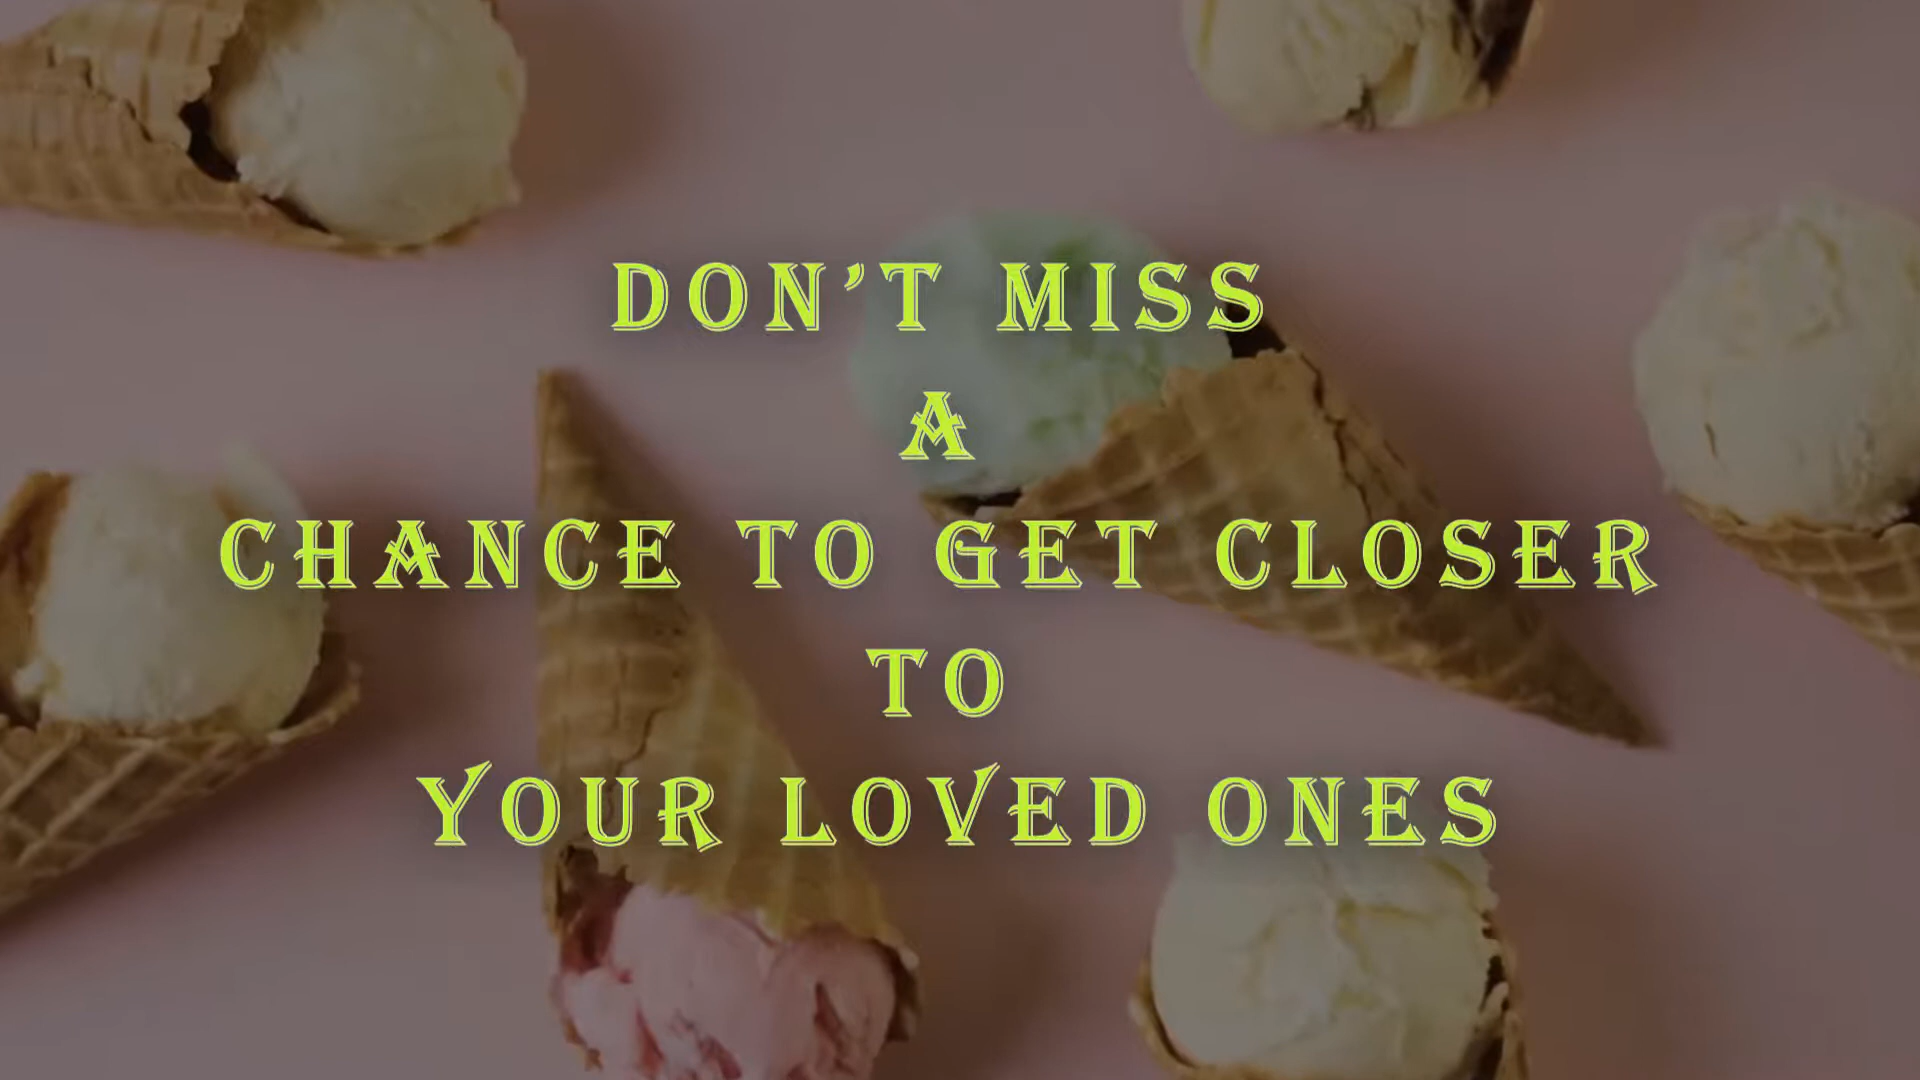 DON’T MISS
A
CHANCE TO GET CLOSER
TO
YOUR LOVED ONES